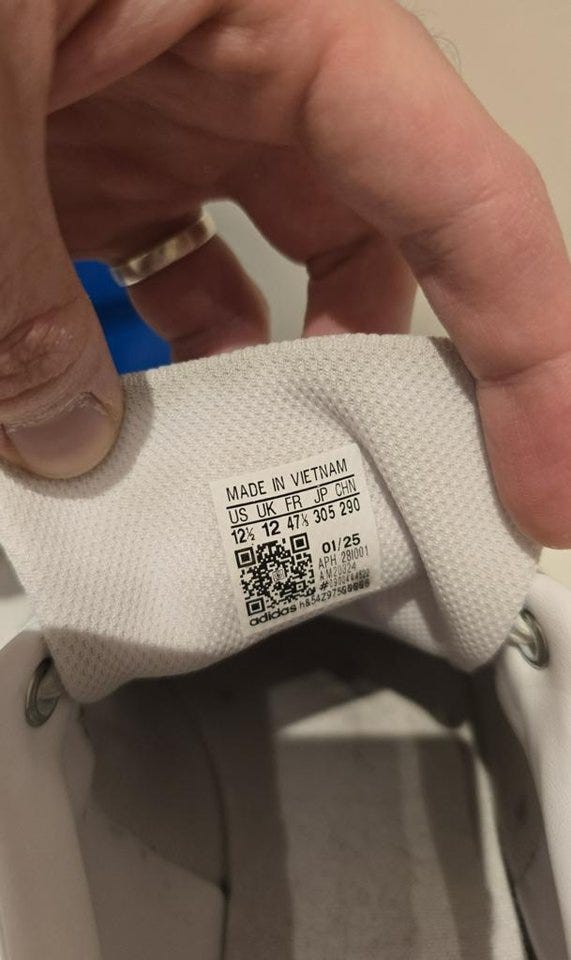 MADE IN VIETNAM
US UK FR JP CHN
12½ 12 47⅓ 305 290
01/25
APH 28I001
adidas